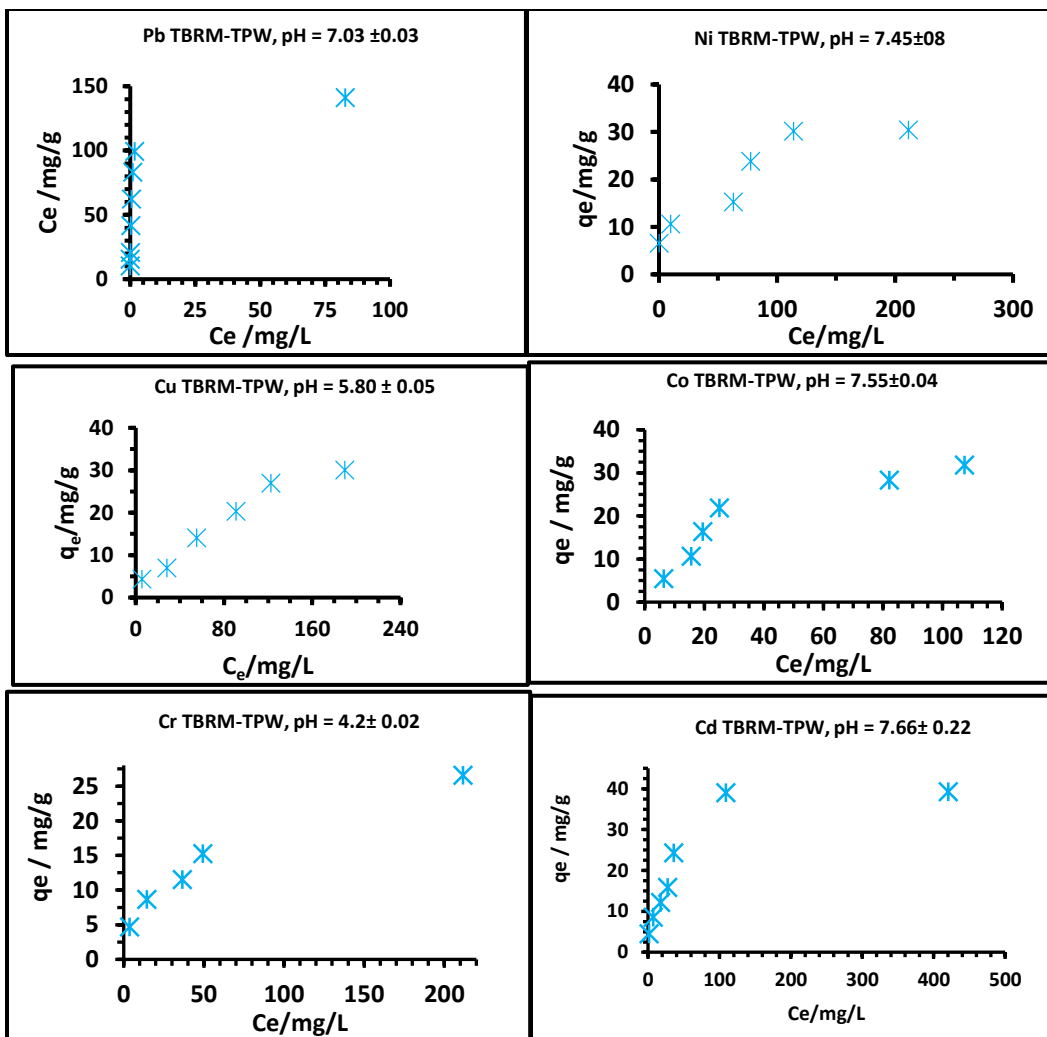 Pb TBRM-TPW, pH = 7.03 ±0.03
150
100
50
0
Ce /mg/g
0 25 50 75 100
Ce /mg/L
Ni TBRM-TPW, pH = 7.45±08
40
30
20
10
0
qe/mg/g
0 100 200 300
Ce/mg/L
Cu TBRM-TPW, pH = 5.80 ± 0.05
40
30
20
10
0
qe/mg/g
0 80 160 240
Ce/mg/L
Co TBRM-TPW, pH = 7.55±0.04
40
30
20
10
0
qe / mg/g
0 20 40 60 80 100 120
Ce/mg/L
Cr TBRM-TPW, pH = 4.2± 0.02
25
20
15
10
5
0
qe / mg/g
0 50 100 150 200
Ce/mg/L
Cd TBRM-TPW, pH = 7.66± 0.22
40
30
20
10
0
qe / mg/g
0 100 200 300 400 500
Ce/mg/L